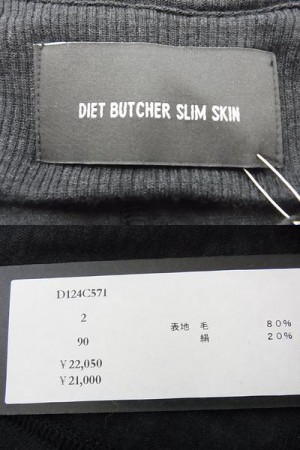 DIET BUTCHER SLIM SKIN
D124C571
2
90
￥22,050
￥21,000
表地 毛 80%
絹 20%